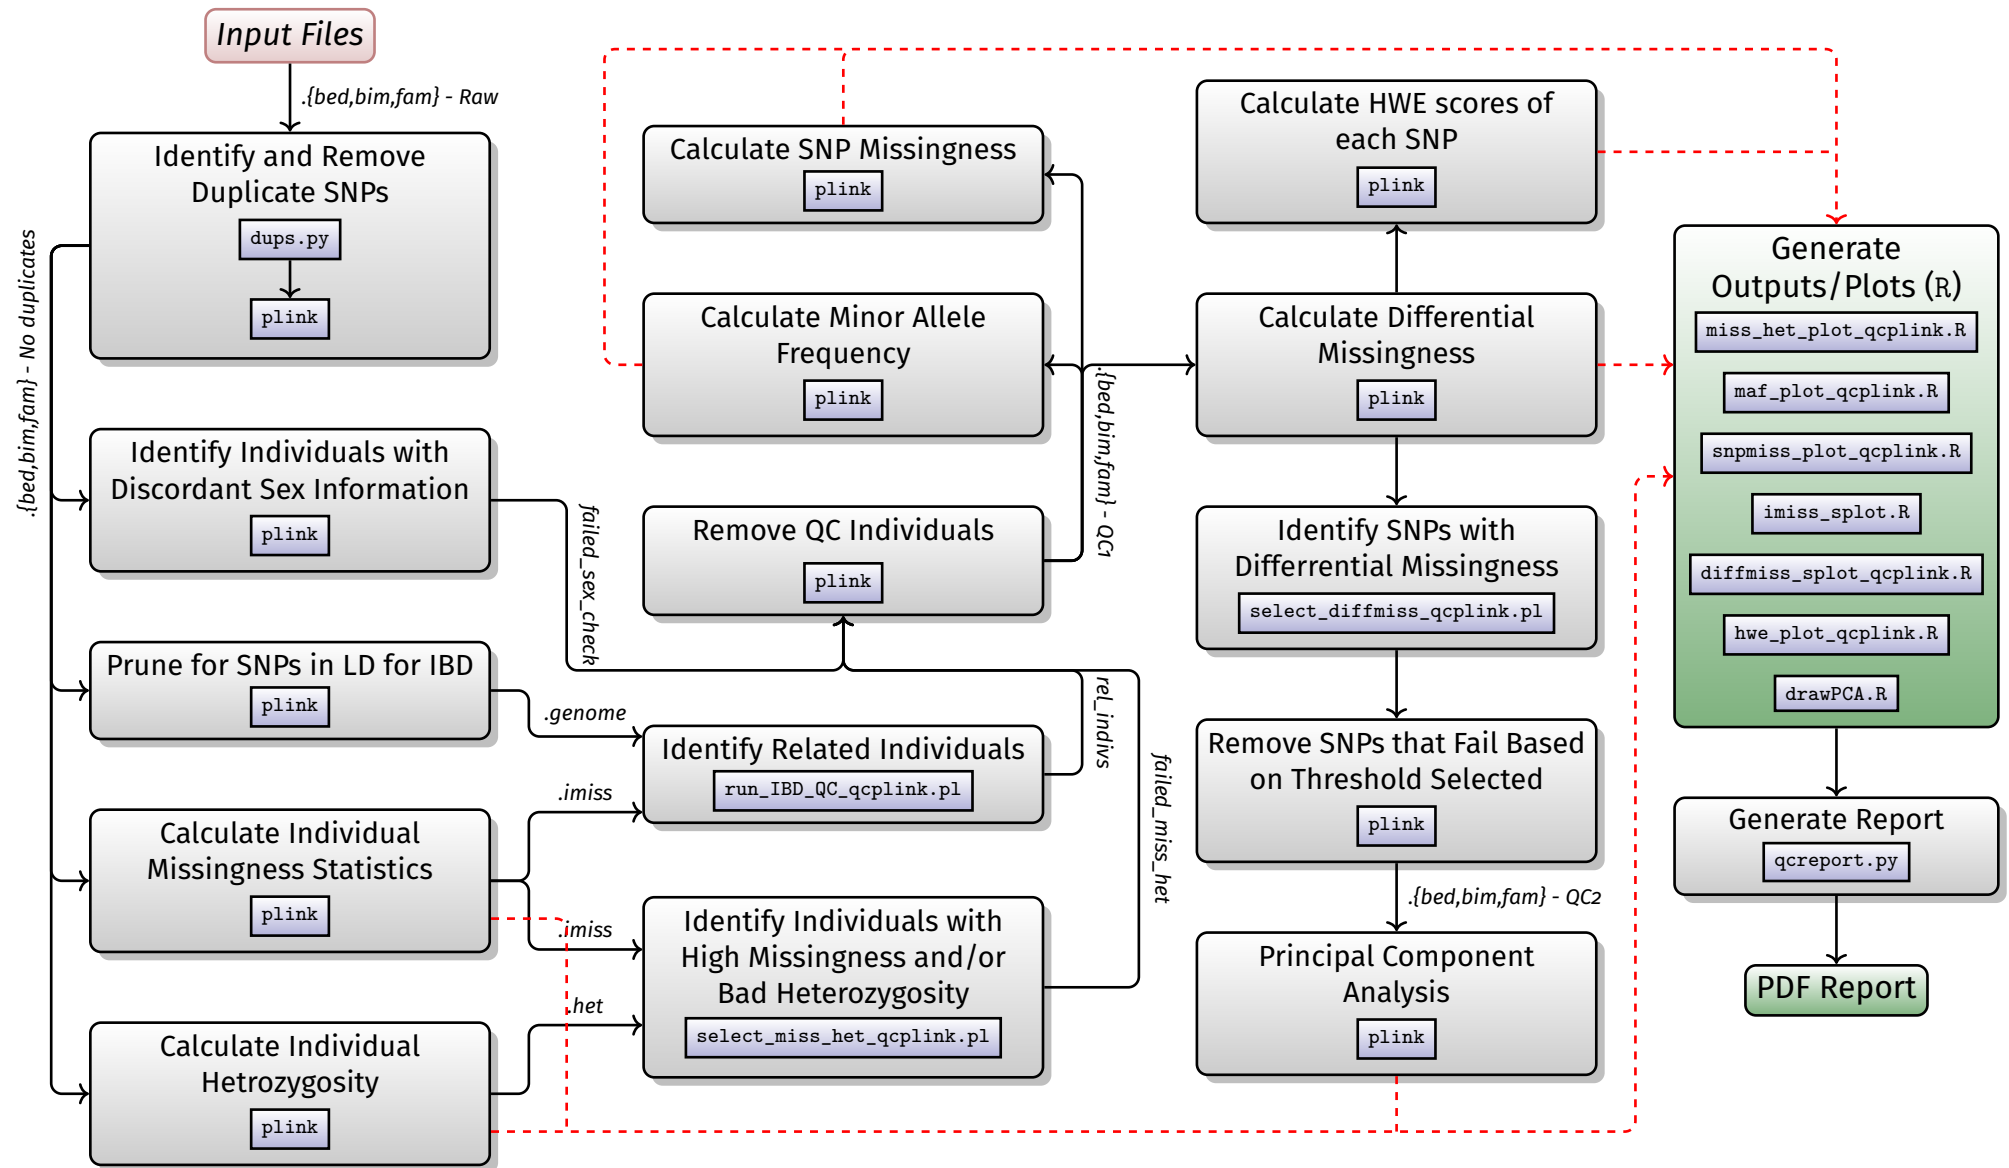 Input Files
.{bed,bim,fam} - Raw
Identify and Remove
Duplicate SNPs
dups.py
plink
.{bed,bim,fam} - No duplicates
Identify Individuals with
Discordant Sex Information
plink
failed_sex_check
Prune for SNPs in LD for IBD
plink
.genome
Calculate Individual
Missingness Statistics
plink
.imiss
.imiss
Calculate Individual
Hetrozygosity
plink
.het
Calculate SNP Missingness
plink
Calculate Minor Allele
Frequency
plink
.{bed,bim,fam} - QC1
Remove QC Individuals
plink
Identify Related Individuals
run_IBD_QC_qcplink.pl
rel_indivs
Identify Individuals with
High Missingness and/or
Bad Heterozygosity
select_miss_het_qcplink.pl
failed_miss_het
Calculate HWE scores of
each SNP
plink
Calculate Differential
Missingness
plink
Identify SNPs with
Differrential Missingness
select_diffmiss_qcplink.pl
Remove SNPs that Fail Based
on Threshold Selected
plink
.{bed,bim,fam} - QC2
Principal Component
Analysis
plink
Generate
Outputs/Plots (R)
miss_het_plot_qcplink.R
maf_plot_qcplink.R
snpmiss_plot_qcplink.R
imiss_splot.R
diffmiss_splot_qcplink.R
hwe_plot_qcplink.R
drawPCA.R
Generate Report
qcreport.py
PDF Report